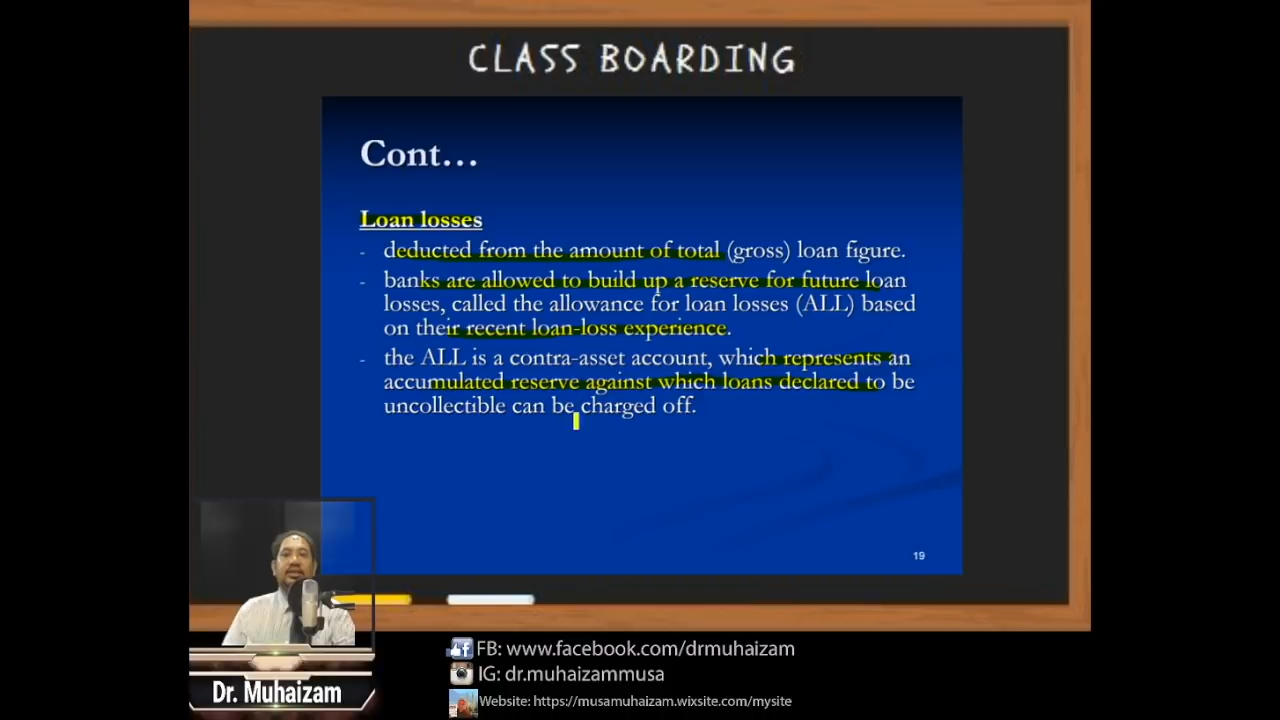 CLASS BOARDING
Cont...
Loan losses
- deducted from the amount of total (gross) loan figure.
- banks are allowed to build up a reserve for future loan
losses, called the allowance for loan losses (ALL) based
on their recent loan-loss experience.
- the ALL is a contra-asset account, which represents an
accumulated reserve against which loans declared to be
uncollectible can be charged off.
19
Dr. Muhaizam
FB: www.facebook.com/drmuhaizam
IG: dr.muhaizammusa
Website: https://musamuhaizam.wixsite.com/mysite